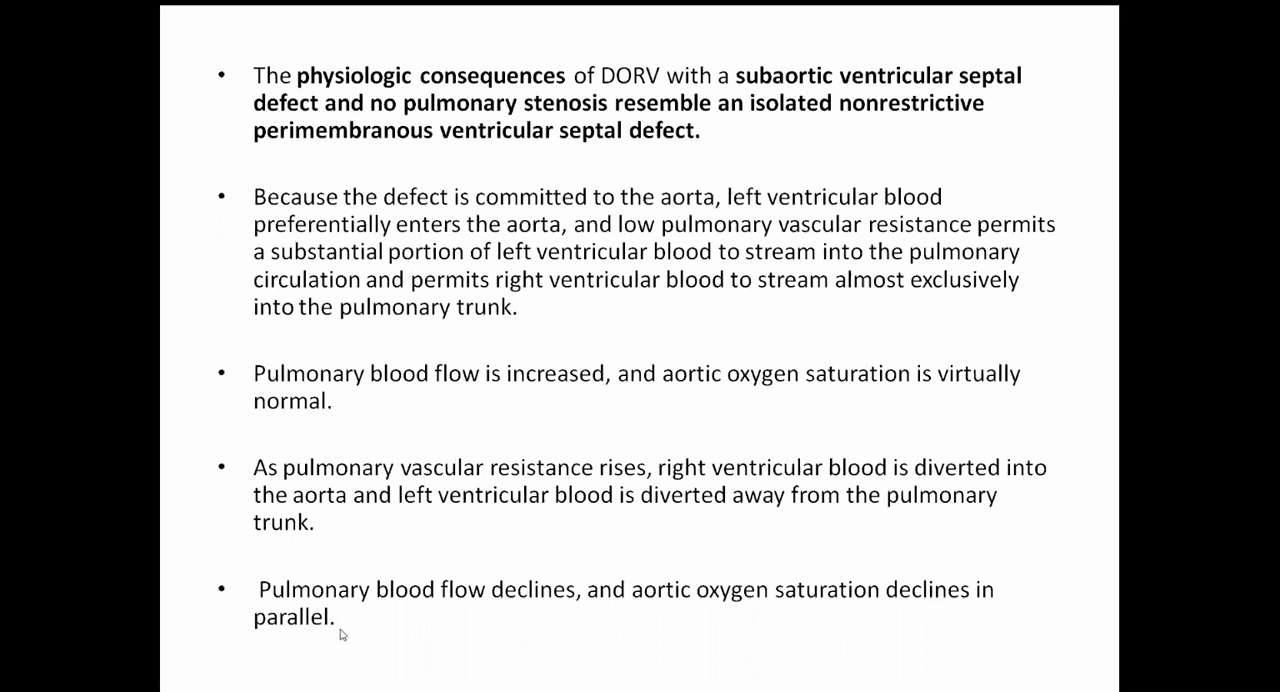 • The physiologic consequences of DORV with a subaortic ventricular septal
defect and no pulmonary stenosis resemble an isolated nonrestrictive
perimembranous ventricular septal defect.
• Because the defect is committed to the aorta, left ventricular blood
preferentially enters the aorta, and low pulmonary vascular resistance permits
a substantial portion of left ventricular blood to stream into the pulmonary
circulation and permits right ventricular blood to stream almost exclusively
into the pulmonary trunk.
• Pulmonary blood flow is increased, and aortic oxygen saturation is virtually
normal.
• As pulmonary vascular resistance rises, right ventricular blood is diverted into
the aorta and left ventricular blood is diverted away from the pulmonary
trunk.
• Pulmonary blood flow declines, and aortic oxygen saturation declines in
parallel.